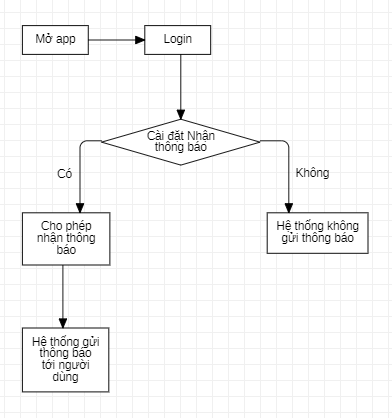 Mở app
Login
Cài đặt Nhận
thông báo
Có
Không
Cho phép
nhận thông
báo
Hệ thống không
gửi thông báo
Hệ thống gửi
thông báo
tới người
dùng